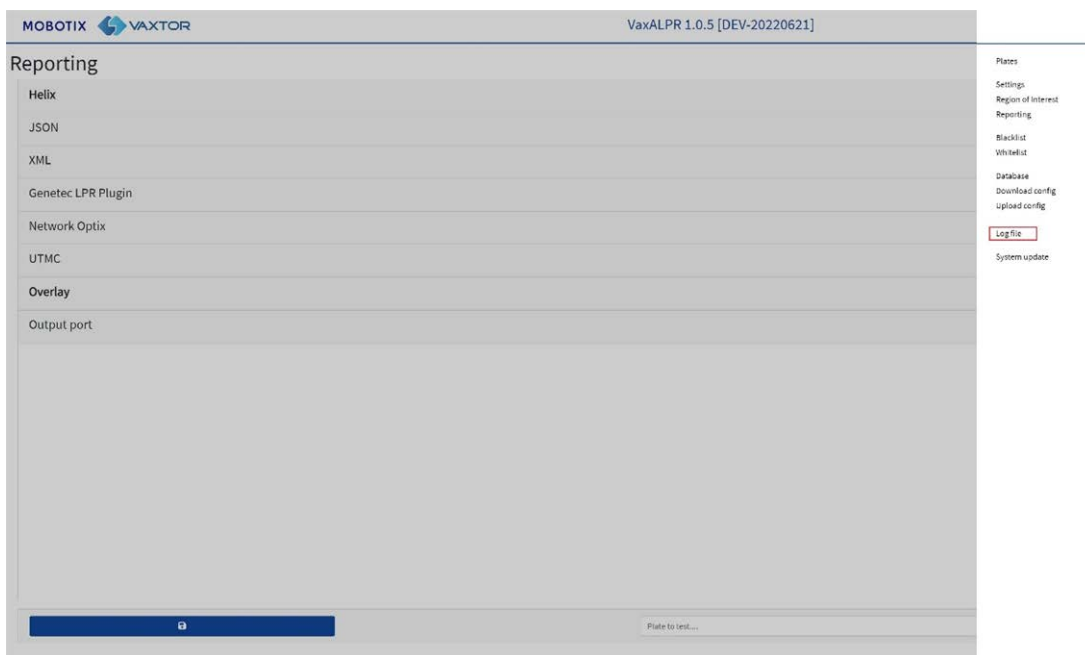 MOBOTIX VAXTOR
VaxALPR 1.0.5 [DEV-20220621]
Reporting
Helix
JSON
XML
Genetec LPR Plugin
Network Optix
UTMC
Overlay
Output port
Plate to test....
Plates
Settings
Region of Interest
Reporting
Blacklist
Whitelist
Database
Download config
Upload config
Log file
System update